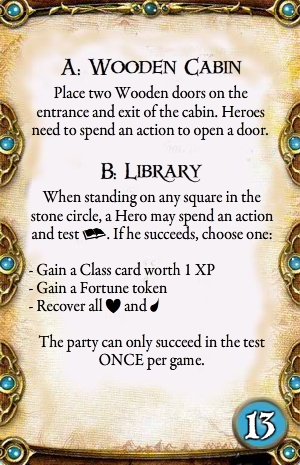 A: Wooden Cabin
Place two Wooden doors on the
entrance and exit of the cabin. Heroes
need to spend an action to open a door.
B: Library
When standing on any square in the
stone circle, a Hero may spend an action
and test . If he succeeds, choose one:
- Gain a Class card worth 1 XP
- Gain a Fortune token
- Recover all and
The party can only succeed in the test
ONCE per game.
13